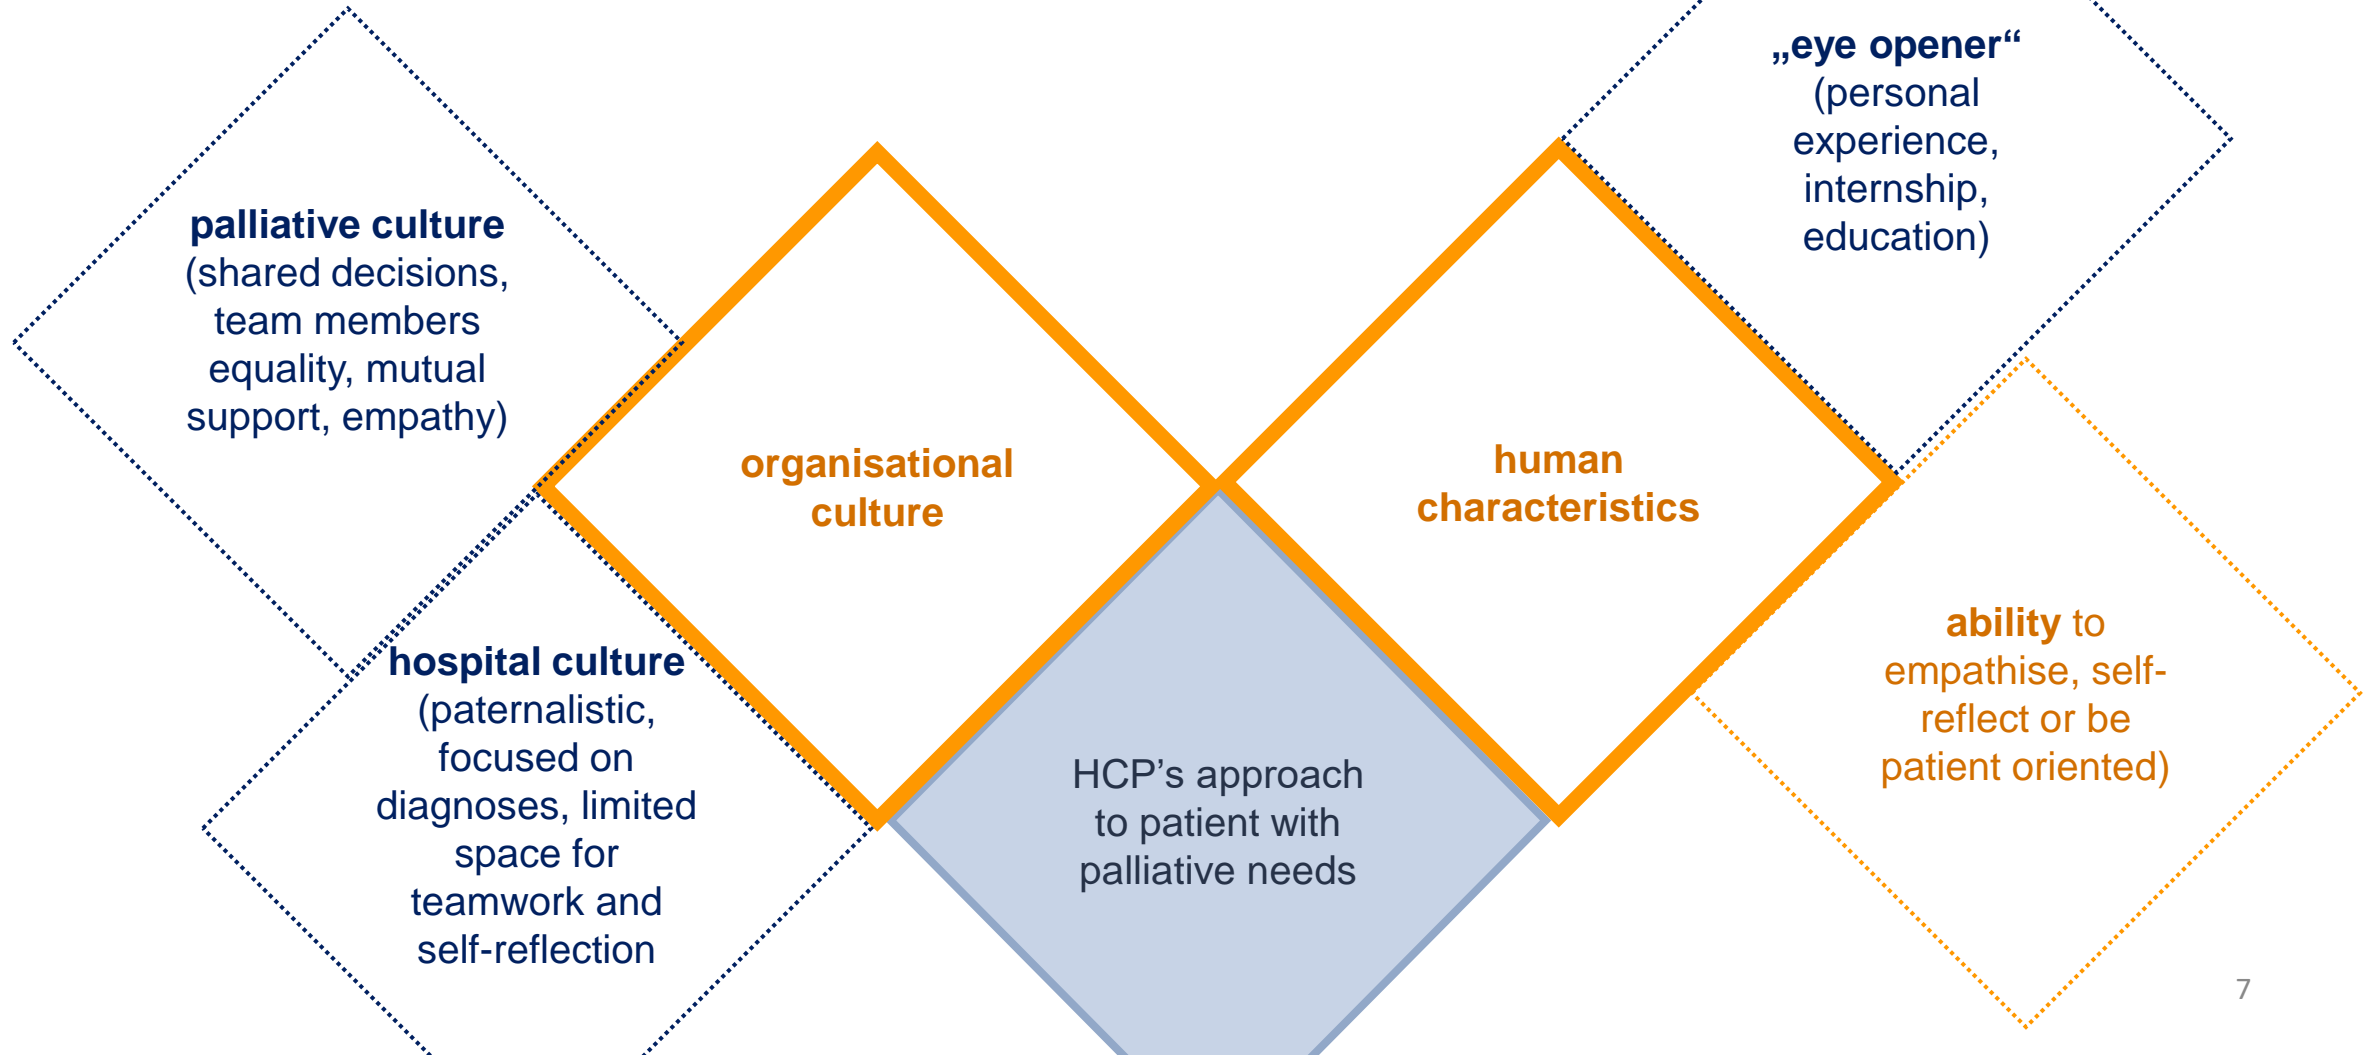 palliative culture
(shared decisions,
team members
equality, mutual
support, empathy)
hospital culture
(paternalistic,
focused on
diagnoses, limited
space for
teamwork and
self-reflection
organisational
culture
HCP’s approach
to patient with
palliative needs
human
characteristics
„eye opener“
(personal
experience,
internship,
education)
ability to
empathise, self-
reflect or be
patient oriented)
7